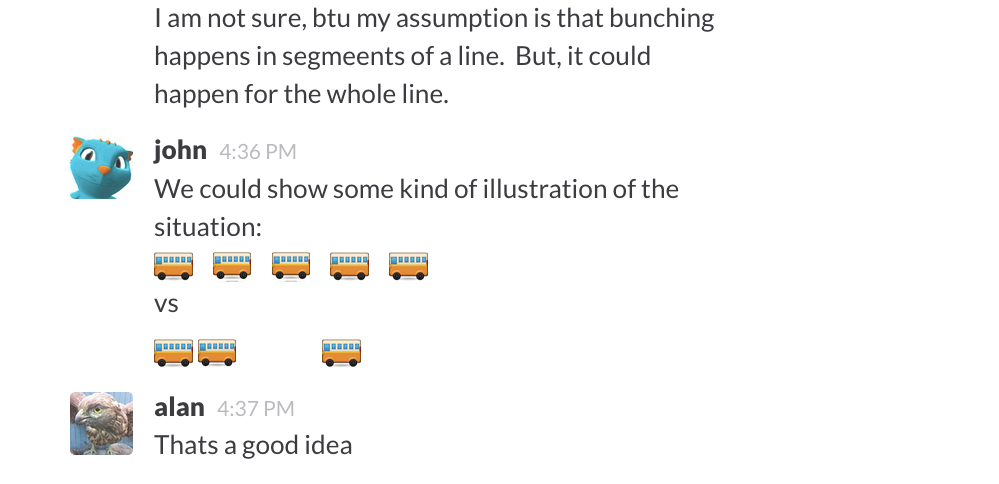 I am not sure, btu my assumption is that bunching
happens in segmeents of a line.  But, it could
happen for the whole line.
john 4:36 PM
We could show some kind of illustration of the
situation:
vs
alan 4:37 PM
Thats a good idea